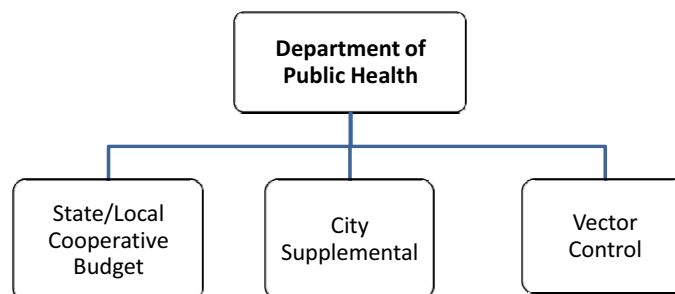 Department of
Public Health
State/Local
Cooperative
Budget
City
Supplemental
Vector
Control